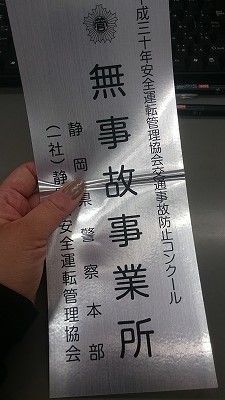 平成三十年安全運転管理協会交通事故防止コンクール
無事故事業所
静岡県警察本部
(一社)静 安全運転管理協会